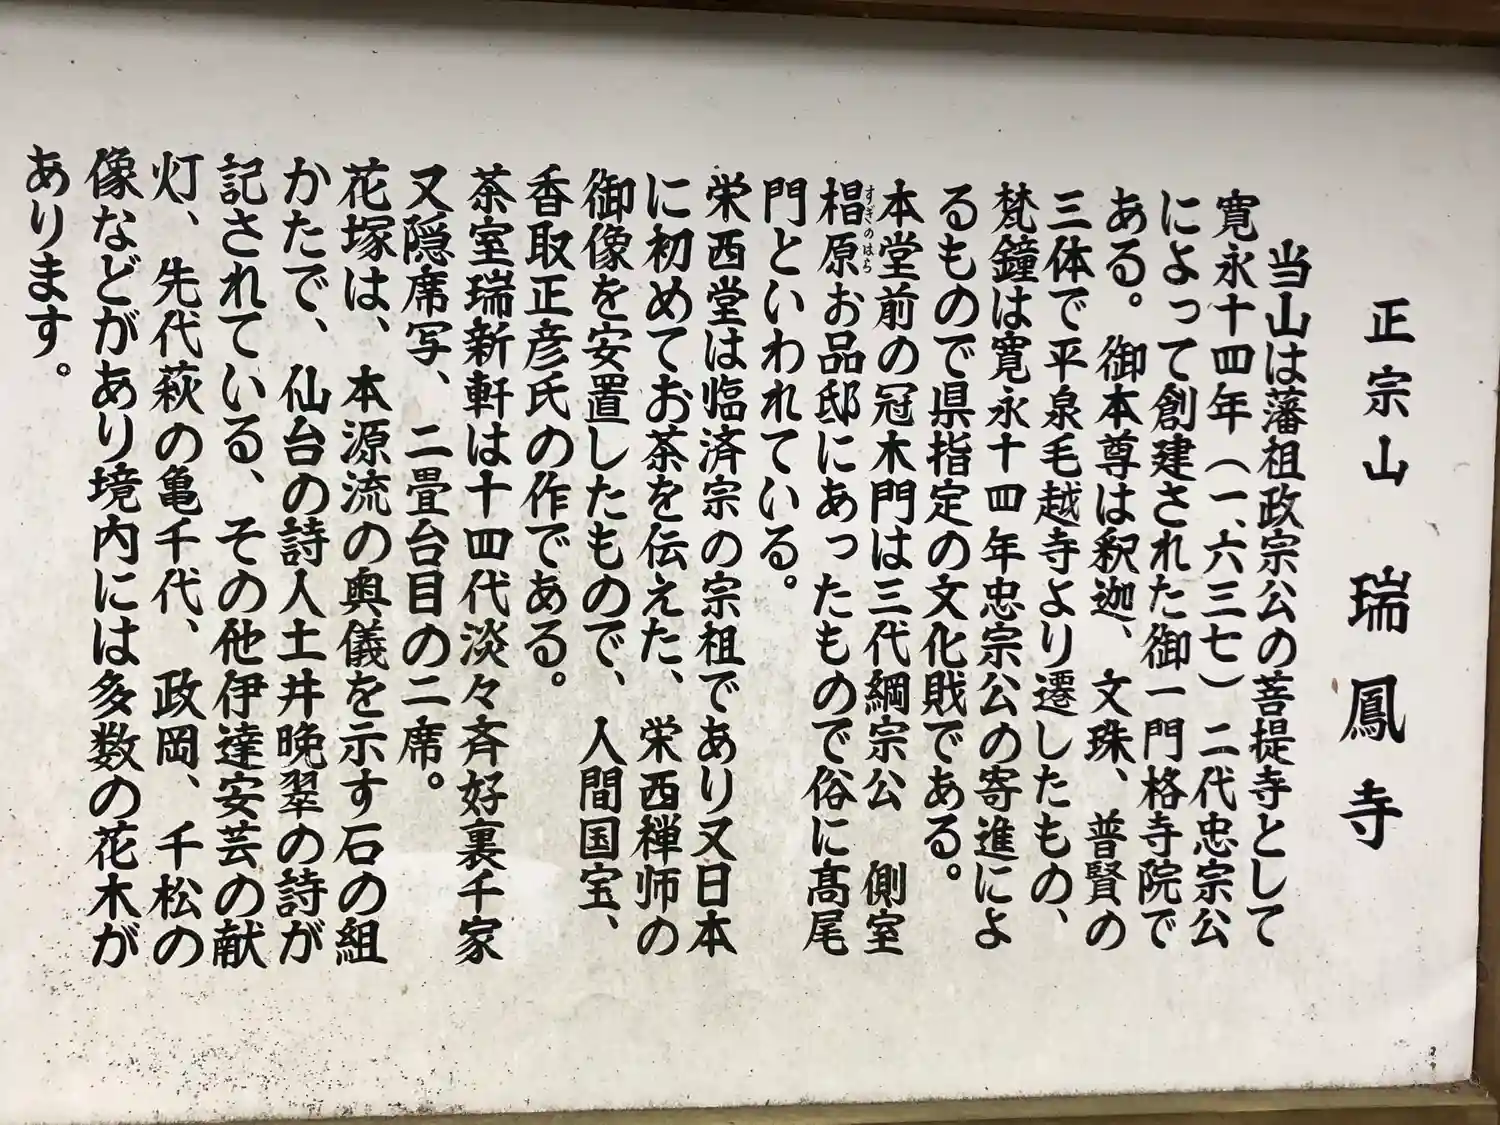 正宗山 瑞鳳寺
当山は藩祖政宗公の菩提寺として
寛永十四年(一、六三七)二代忠宗公
によって創建された御一門格寺院で
ある。御本尊は釈迦、文珠、普賢の
三体で平泉毛越寺より遷したもの、
梵鐘は寛永十四年忠宗公の寄進によ
るもので県指定の文化財である。
本堂前の冠木門は三代綱宗公 側室
椙原お品邸にあったもので俗に髙尾
すぎのはら
門といわれている。
栄西堂は臨済宗の宗祖であり又日本
に初めてお茶を伝えた、栄西禅师の
御像を安置したもので、人間国宝、
香取正彦氏の作である。
茶室瑞新軒は十四代淡々斉好裏千家
又隠席写、二畳台目の二席。
花塚は、本源流の奥儀を示す石の組
かたで、仙台の詩人土井晩翠の詩が
記されている、その他伊達安芸の献
灯、先代萩の亀千代、政岡、千松の
像などがあり境内には多数の花木が
あります。